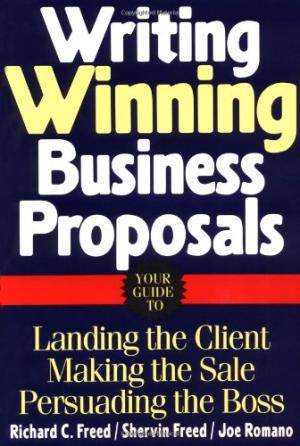 Writing
Winning
Business
Proposals
YOUR
GUIDE
TO
Landing the Client
Making the Sale
Persuading the Boss
Richard C. Freed / Shervin Freed / Joe Romano